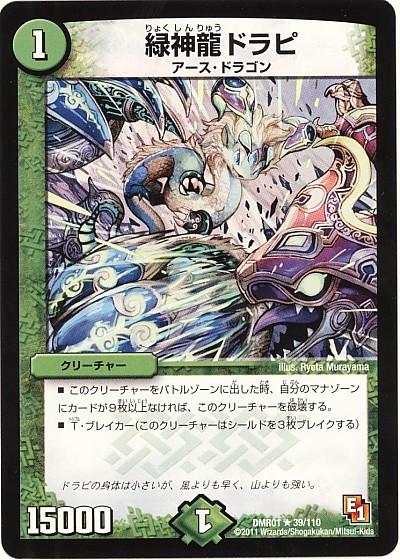 1
りょくしんりゅう
緑神龍ドラピ
アース・ドラゴン
illus. Ryota Murayama
クリーチャー
■ このクリーチャーをバトルゾーンに出した時、自分のマナゾーン
にカードが9枚以上なければ、このクリーチャーを破壊する。
■ T・ブレイカー(このクリーチャーはシールドを3枚ブレイクする)
ドラピの身体は小さいが、風よりも早く、山よりも強い。
15000
1
E1
DMR01 ★ 39/110
©2011 Wizards/Shogakukan/Mitsui-Kids